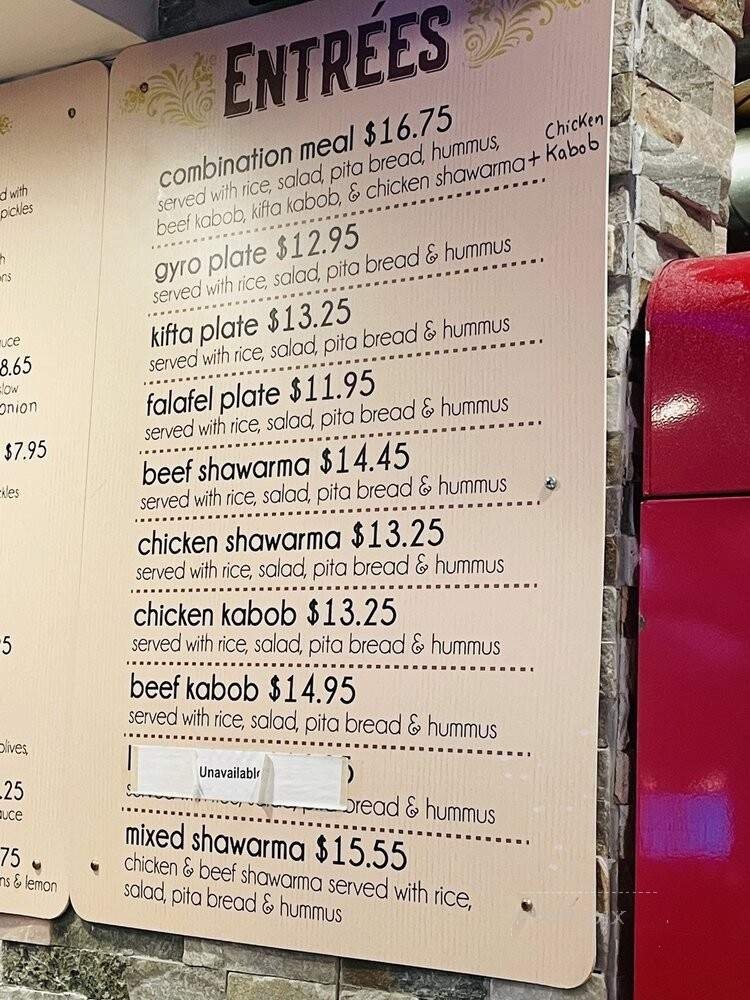 d with
pickles
uce
8.65
slow
onion
$7.95
kles
olives,
.25
uce
75
ns & lemon
ENTRÉES
combination meal $16.75
served with rice, salad, pita bread, hummus,
beef kabob, kifta kabob, & chicken shawarma + Chicken Kabob
gyro plate $12.95
served with rice, salad, pita bread & hummus
kifta plate $13.25
served with rice, salad, pita bread & hummus
falafel plate $11.95
served with rice, salad, pita bread & hummus
beef shawarma $14.45
served with rice, salad, pita bread & hummus
chicken shawarma $13.25
served with rice, salad, pita bread & hummus
chicken kabob $13.25
served with rice, salad, pita bread & hummus
beef kabob $14.95
served with rice, salad, pita bread & hummus
Unavailable
bread & hummus
mixed shawarma $15.55
chicken & beef shawarma served with rice,
salad, pita bread & hummus